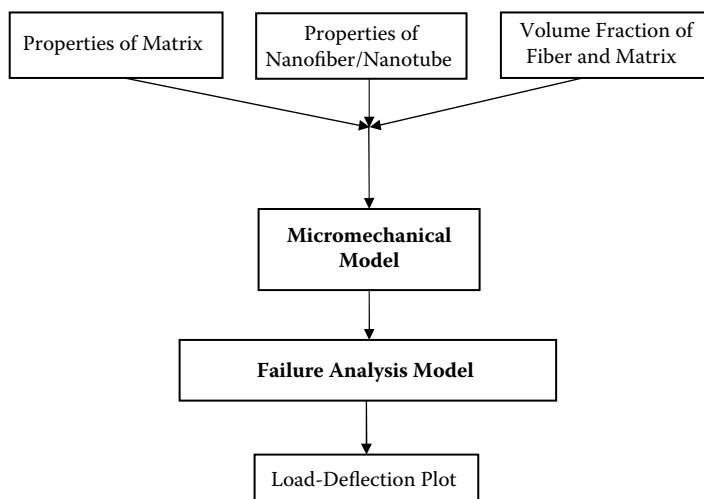 Properties of Matrix
Properties of
Nanofiber/Nanotube
Volume Fraction of
Fiber and Matrix
Micromechanical
Model
Failure Analysis Model
Load-Deflection Plot